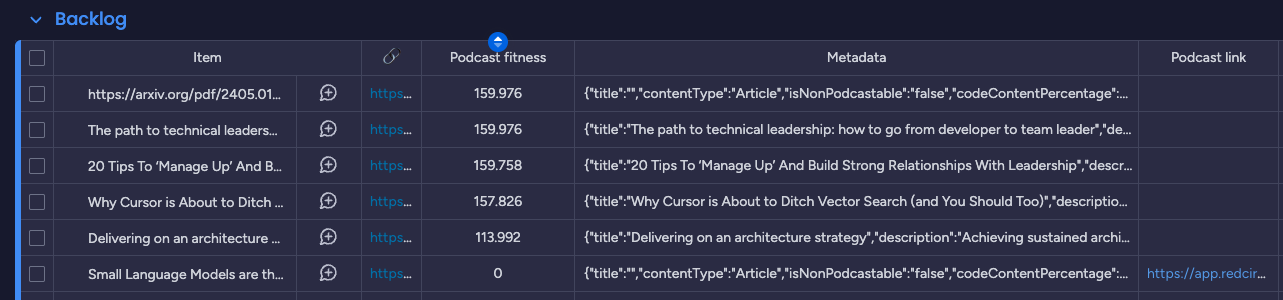 Backlog
Item Podcast fitness Metadata Podcast link
https://arxiv.org/pdf/2405.01... https... 159.976 {"title":"","contentType":"Article","isNonPodcastable":"false","codeContentPercentage":...
The path to technical leaders... https... 159.976 {"title":"The path to technical leadership: how to go from developer to team leader","de...
20 Tips To ‘Manage Up’ And B... https... 159.758 {"title":"20 Tips To ‘Manage Up’ And Build Strong Relationships With Leadership","descr...
Why Cursor is About to Ditch ... https... 157.826 {"title":"Why Cursor is About to Ditch Vector Search (and You Should Too)","descriptio...
Delivering on an architecture ... https... 113.992 {"title":"Delivering on an architecture strategy","description":"Achieving sustained archi...
Small Language Models are th... https... 0 {"title":"","contentType":"Article","isNonPodcastable":"false","codeContentPercentage":... https://app.redcir...